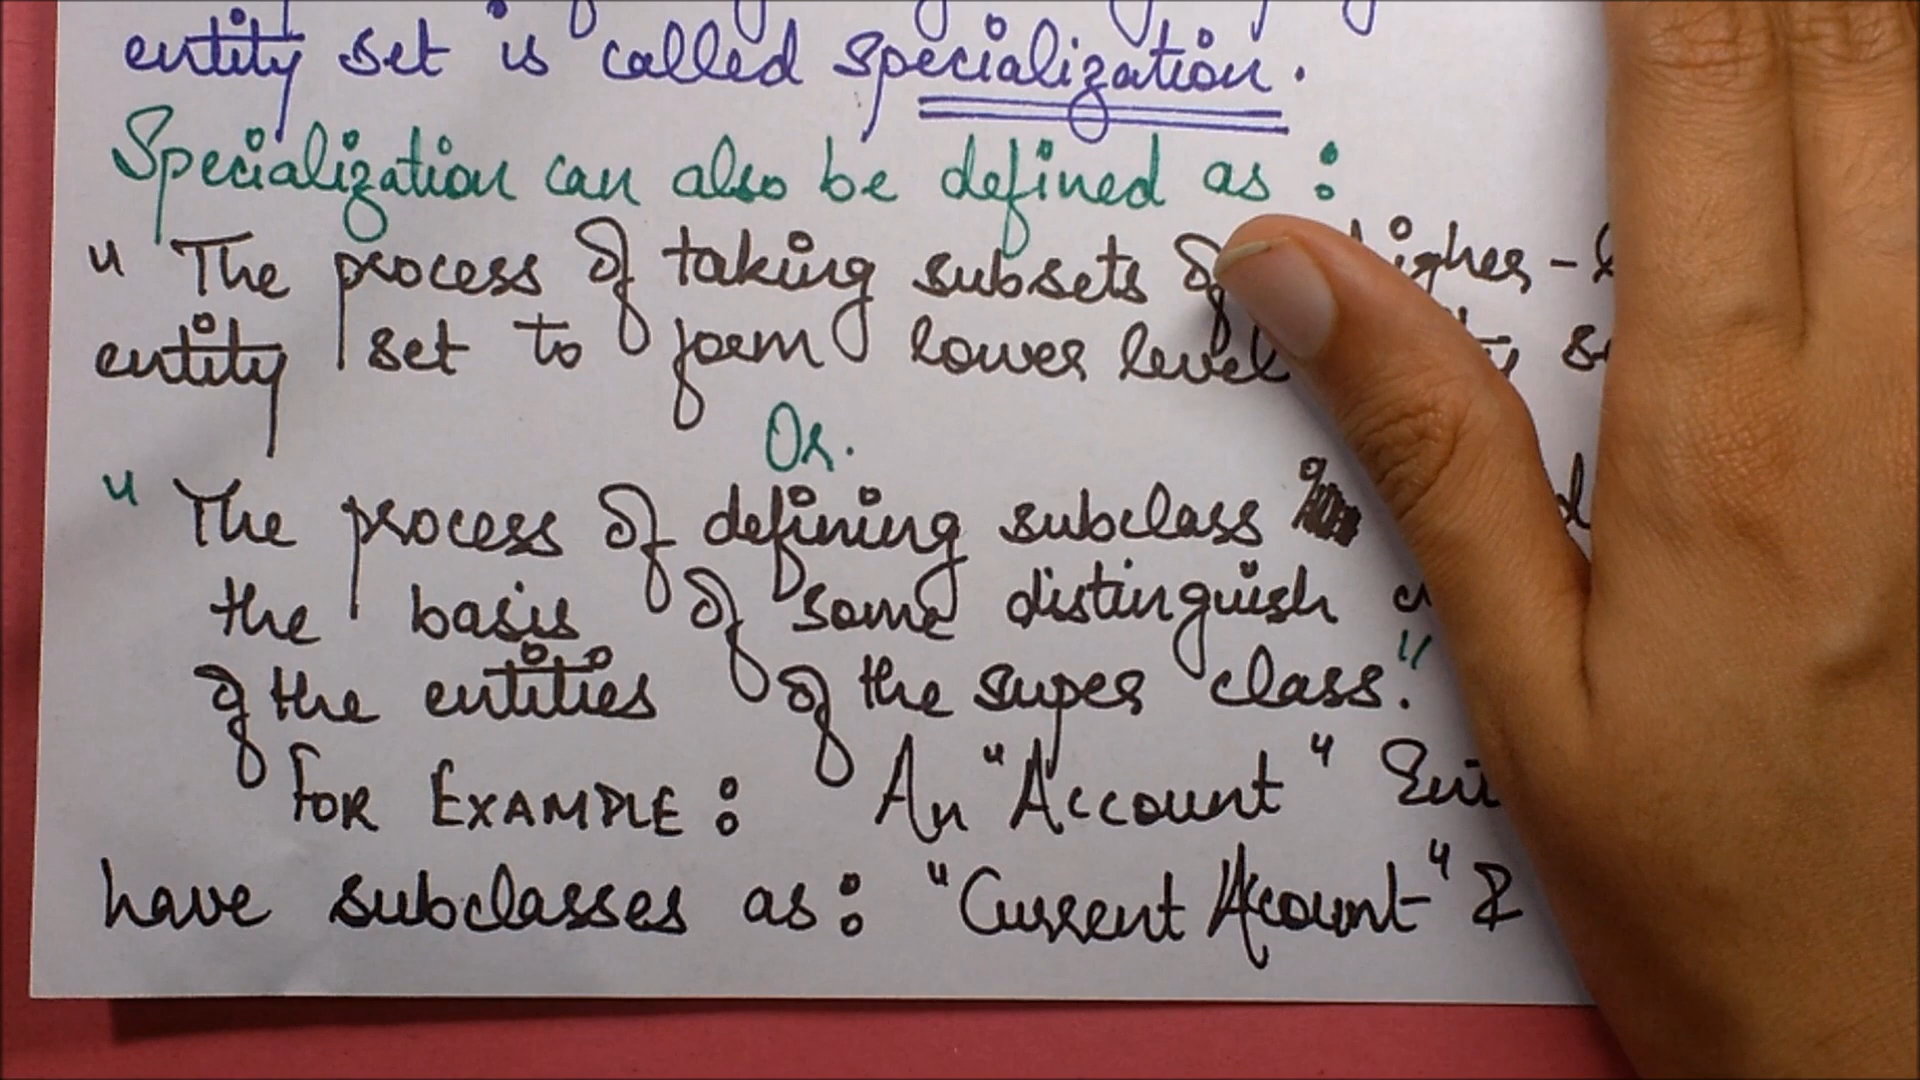 entity set is called specialization.
Specialization can also be defined as :
" The process of taking subsets of higher-
entity set to form lower level
Or.
" The process of defining subclass
the basis of some distinguish
of the entities of the super class."
FOR EXAMPLE : An "Account"
have subclasses as : "Current Account" &